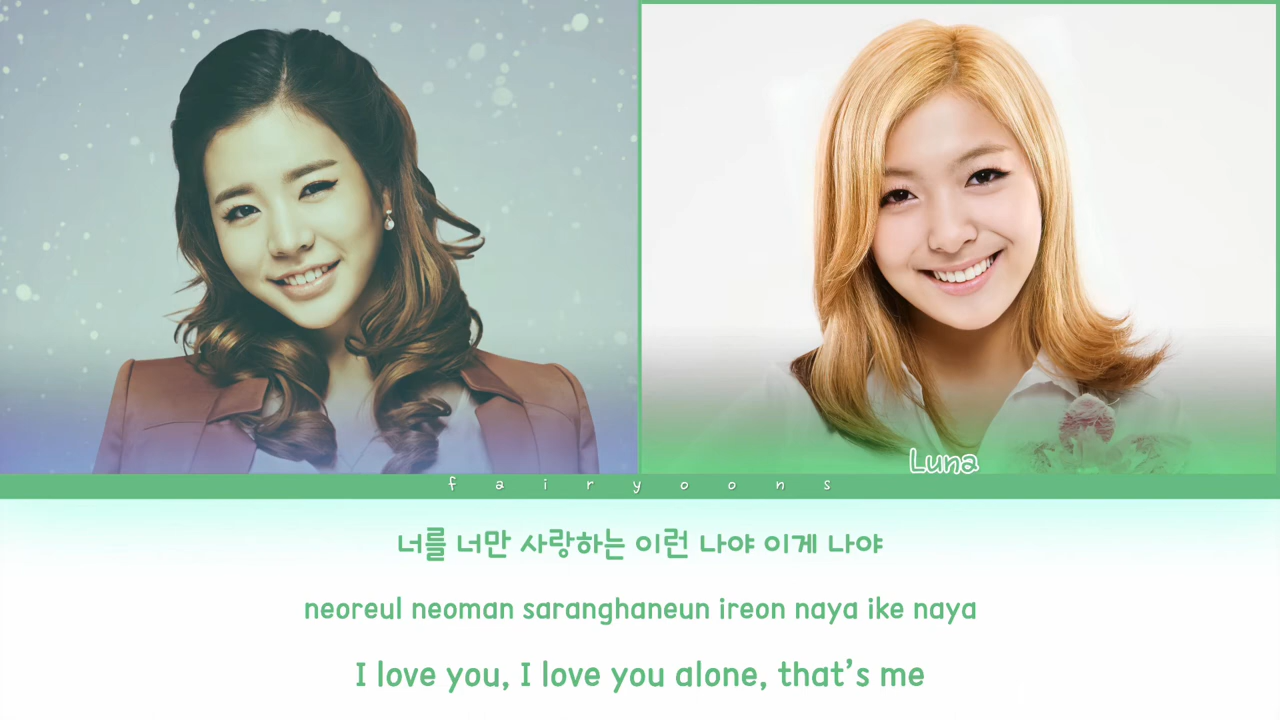 Luna
fairyoons
너를 너만 사랑하는 이런 나야 이게 나야
neoreul neoman saranghaneun ireon naya ike naya
I love you, I love you alone, that's me